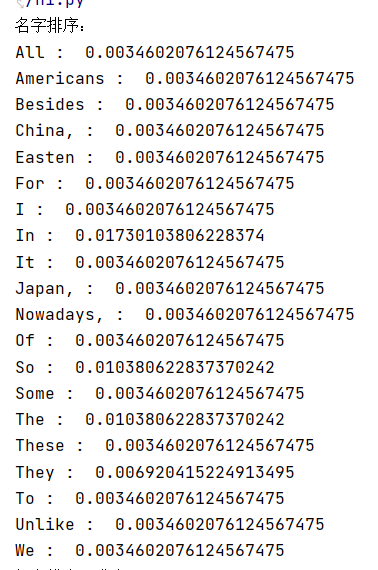 /hi.py
名字排序:
All :  0.0034602076124567475
Americans :  0.0034602076124567475
Besides :  0.0034602076124567475
China, :  0.0034602076124567475
Easten :  0.0034602076124567475
For :  0.0034602076124567475
I :  0.0034602076124567475
In :  0.01730103806228374
It :  0.0034602076124567475
Japan, :  0.0034602076124567475
Nowadays, :  0.0034602076124567475
Of :  0.0034602076124567475
So :  0.010380622837370242
Some :  0.0034602076124567475
The :  0.010380622837370242
These :  0.0034602076124567475
They :  0.006920415224913495
To :  0.0034602076124567475
Unlike :  0.0034602076124567475
We :  0.0034602076124567475